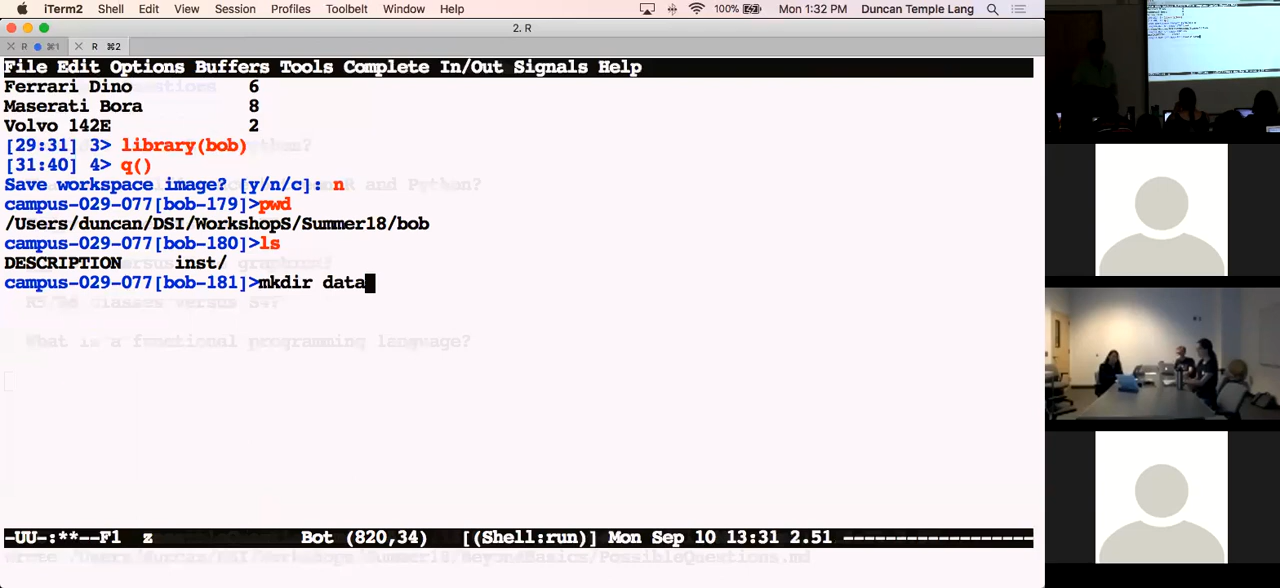 iTerm2 Shell Edit View Session Profiles Toolbelt Window Help 100% Mon 1:32 PM Duncan Temple Lang
2. R
R ⌘1 R ⌘2
File Edit Options Buffers Tools Complete In/Out Signals Help
Ferrari Dino 6
Maserati Bora 8
Volvo 142E 2
[29:31] 3> library(bob)
[31:40] 4> q()
Save workspace image? [y/n/c]: n
R and Python?
campus-029-077[bob-179]>pwd
/Users/duncan/DSI/WorkshopS/Summer18/bob
campus-029-077[bob-180]>ls
DESCRIPTION inst/
campus-029-077[bob-181]>mkdir data
classes versus S4?
What is a functional programming language?
-UU-:**--F1 z Bot (820,34) [(Shell:run)] Mon Sep 10 13:31 2.51 ------------------